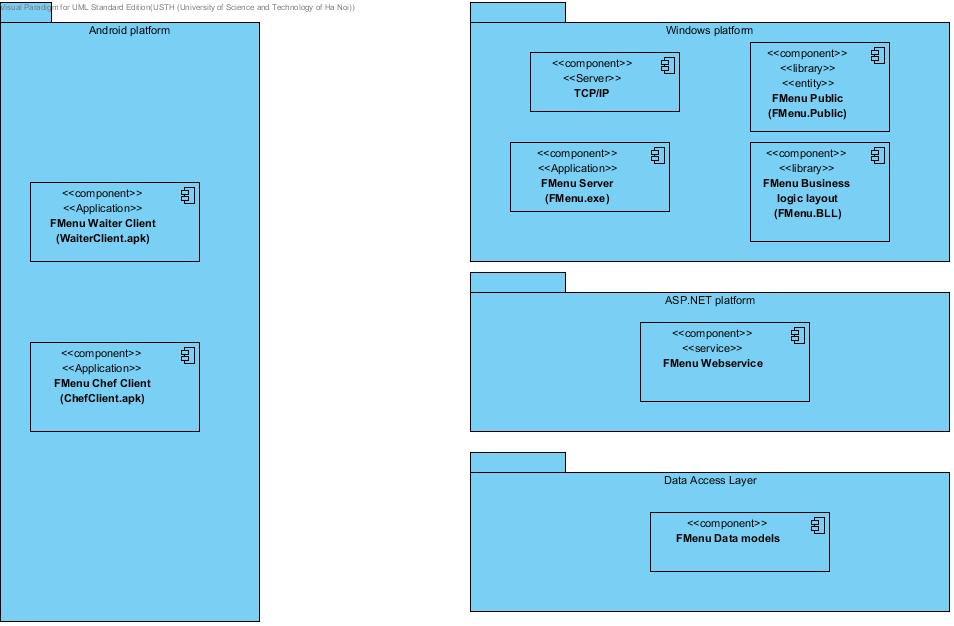 Visual Paradigm for UML Standard Edition(USTH (University of Science and Technology of Ha Noi))
Android platform
<<component>>
<<Application>>
FMenu Waiter Client
(WaiterClient.apk)
<<component>>
<<Application>>
FMenu Chef Client
(ChefClient.apk)
Windows platform
<<component>>
<<Server>>
TCP/IP
<<component>>
<<library>>
<<entity>>
FMenu Public
(FMenu.Public)
<<component>>
<<Application>>
FMenu Server
(FMenu.exe)
<<component>>
<<library>>
FMenu Business
logic layout
(FMenu.BLL)
ASP.NET platform
<<component>>
<<service>>
FMenu Webservice
Data Access Layer
<<component>>
FMenu Data models